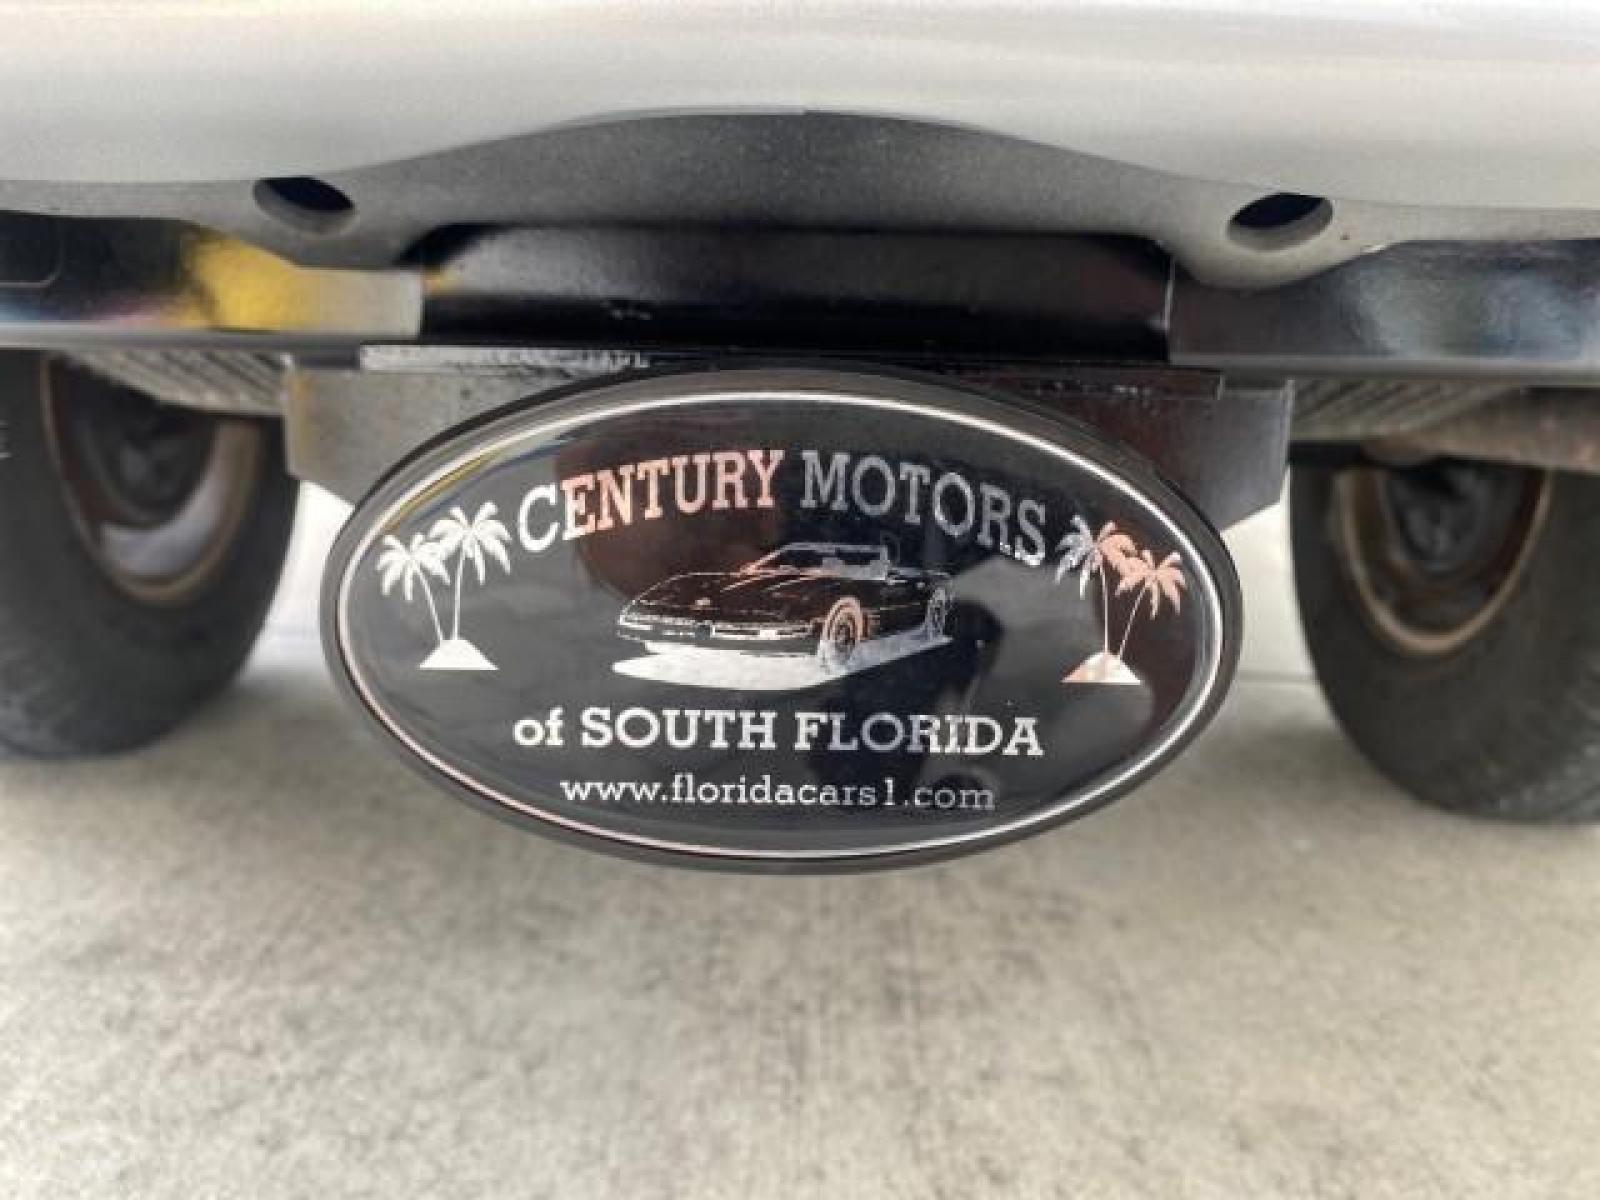 CENTURY MOTORS
of SOUTH FLORIDA
www.floridacars1.com